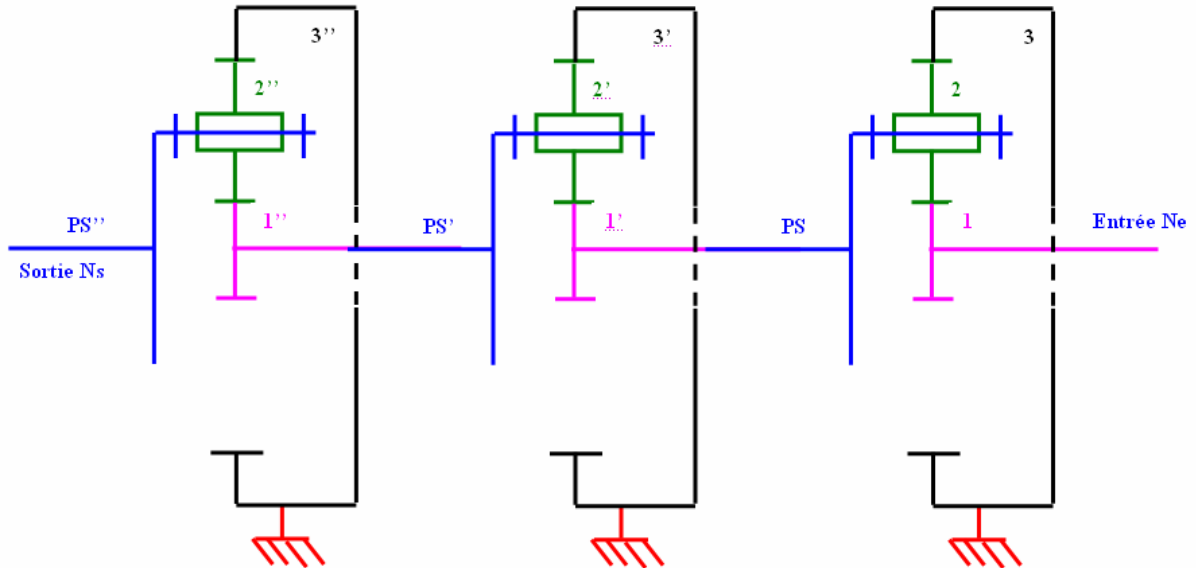 3’’ 3’ 3
2’’ 2’ 2
PS’’ 1’’ PS’ 1’ PS 1 Entrée Ne
Sortie Ns